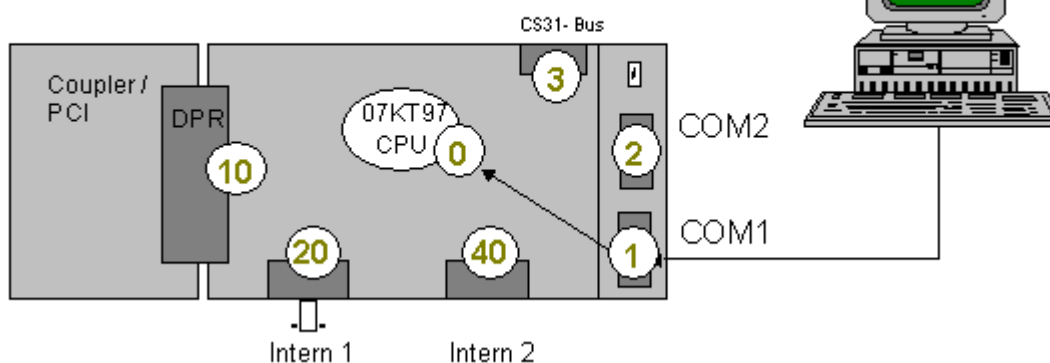 CS31- Bus
3
Coupler /
PCI
DPR
10
07KT97
CPU
0
COM2
2
COM1
1
20
40
Intern 1
Intern 2